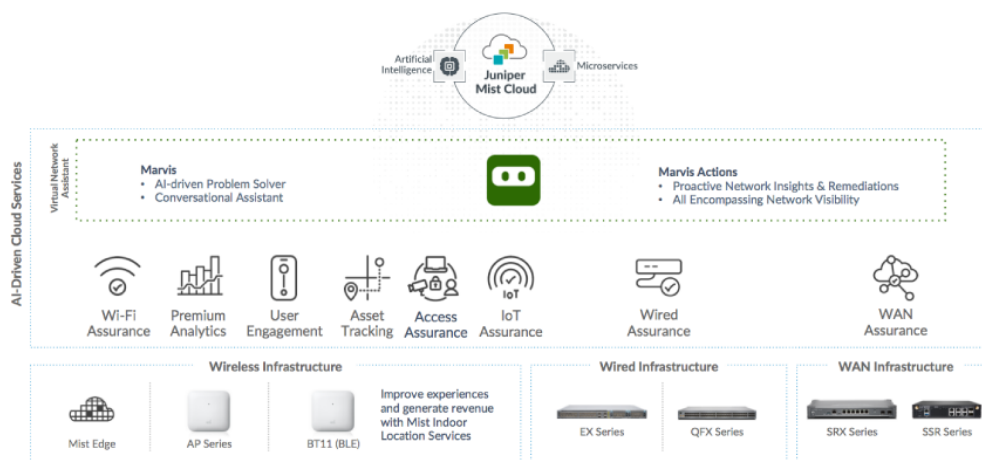 Artificial
Intelligence
Juniper
Mist Cloud
Microservices
AI-Driven Cloud Services
Virtual Network
Assistant
Marvis
• AI-driven Problem Solver
• Conversational Assistant
Marvis Actions
• Proactive Network Insights & Remediations
• All Encompassing Network Visibility
Wi-Fi
Assurance
Premium
Analytics
User
Engagement
Asset
Tracking
Access
Assurance
IoT
IoT
Assurance
Wired
Assurance
WAN
Assurance
Wireless Infrastructure
Mist Edge
AP Series
BT11 (BLE)
Improve experiences
and generate revenue
with Mist Indoor
Location Services
Wired Infrastructure
EX Series
QFX Series
WAN Infrastructure
SRX Series
SSR Series